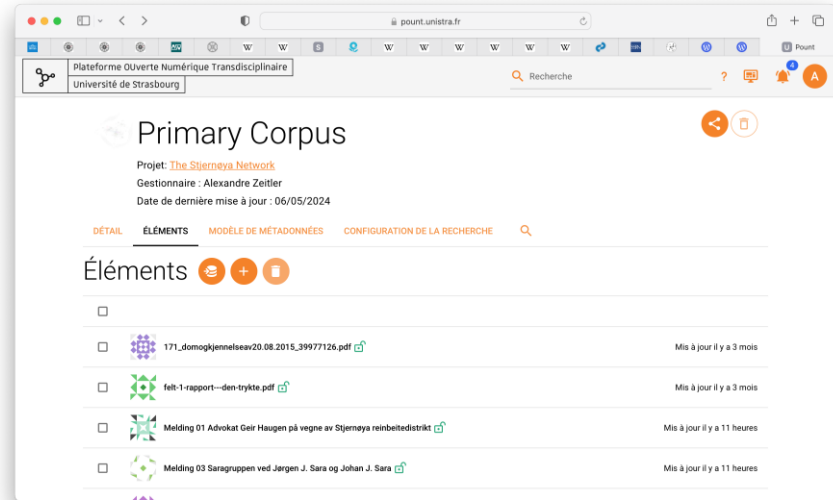 pount.unistra.fr
W
W
S
W
W
W
W
W
W
U Pount
Plateforme OUverte Numérique Transdisciplinaire
Université de Strasbourg
Recherche
?
4
A
Primary Corpus
Projet: The Stjernøya Network
Gestionnaire : Alexandre Zeitler
Date de dernière mise à jour : 06/05/2024
DÉTAIL ÉLÉMENTS MODÈLE DE MÉTADONNÉES CONFIGURATION DE LA RECHERCHE
Éléments
171_domogkjennelseav20.08.2015_39977126.pdf Mis à jour il y a 3 mois
felt-1-rapport---den-trykte.pdf Mis à jour il y a 3 mois
Melding 01 Advokat Geir Haugen på vegne av Stjernøya reinbeitedistrikt Mis à jour il y a 11 heures
Melding 03 Saragruppen ved Jørgen J. Sara og Johan J. Sara Mis à jour il y a 11 heures